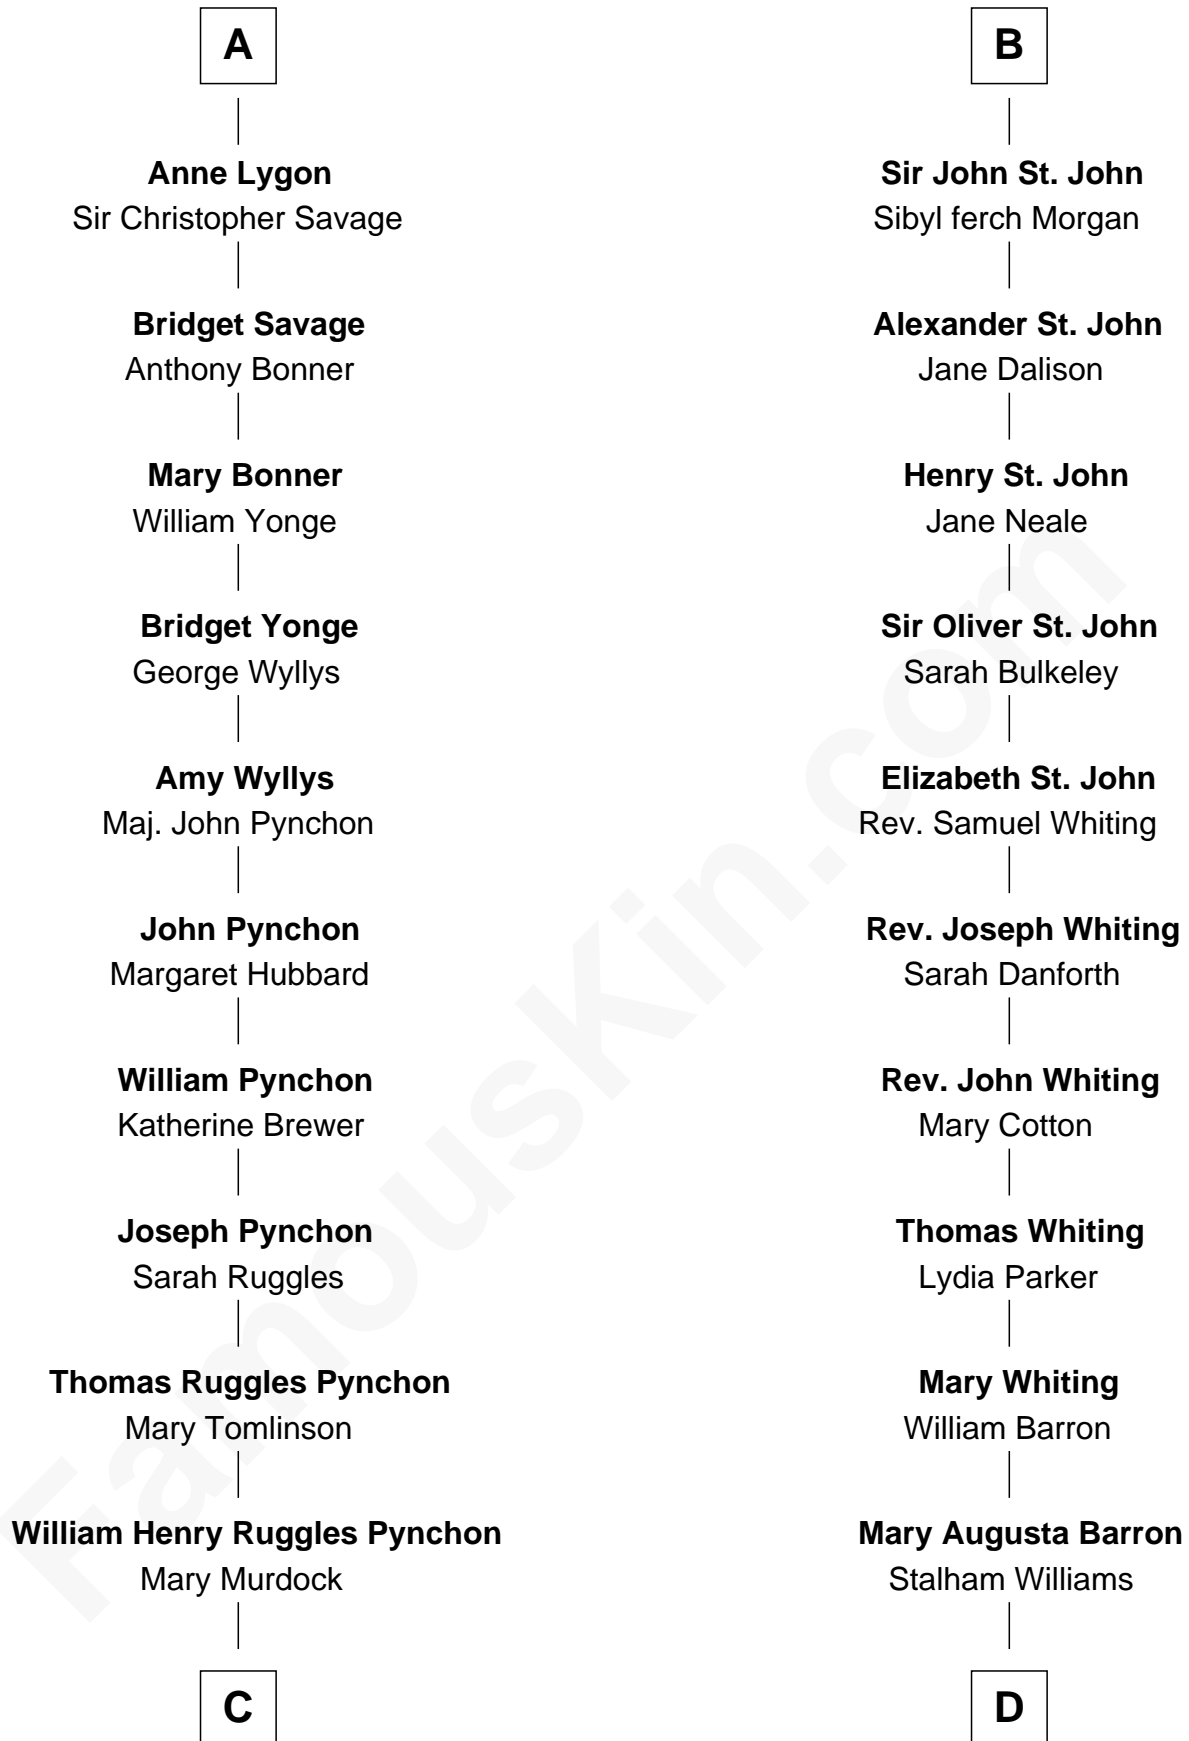 A
Anne Lygon
Sir Christopher Savage
Bridget Savage
Anthony Bonner
Mary Bonner
William Yonge
Bridget Yonge
George Wyllys
Amy Wyllys
Maj. John Pynchon
John Pynchon
Margaret Hubbard
William Pynchon
Katherine Brewer
Joseph Pynchon
Sarah Ruggles
Thomas Ruggles Pynchon
Mary Tomlinson
William Henry Ruggles Pynchon
Mary Murdock
C
B
Sir John St. John
Sibyl ferch Morgan
Alexander St. John
Jane Dalison
Henry St. John
Jane Neale
Sir Oliver St. John
Sarah Bulkeley
Elizabeth St. John
Rev. Samuel Whiting
Rev. Joseph Whiting
Sarah Danforth
Rev. John Whiting
Mary Cotton
Thomas Whiting
Lydia Parker
Mary Whiting
William Barron
Mary Augusta Barron
Stalham Williams
D
FamousKin.com